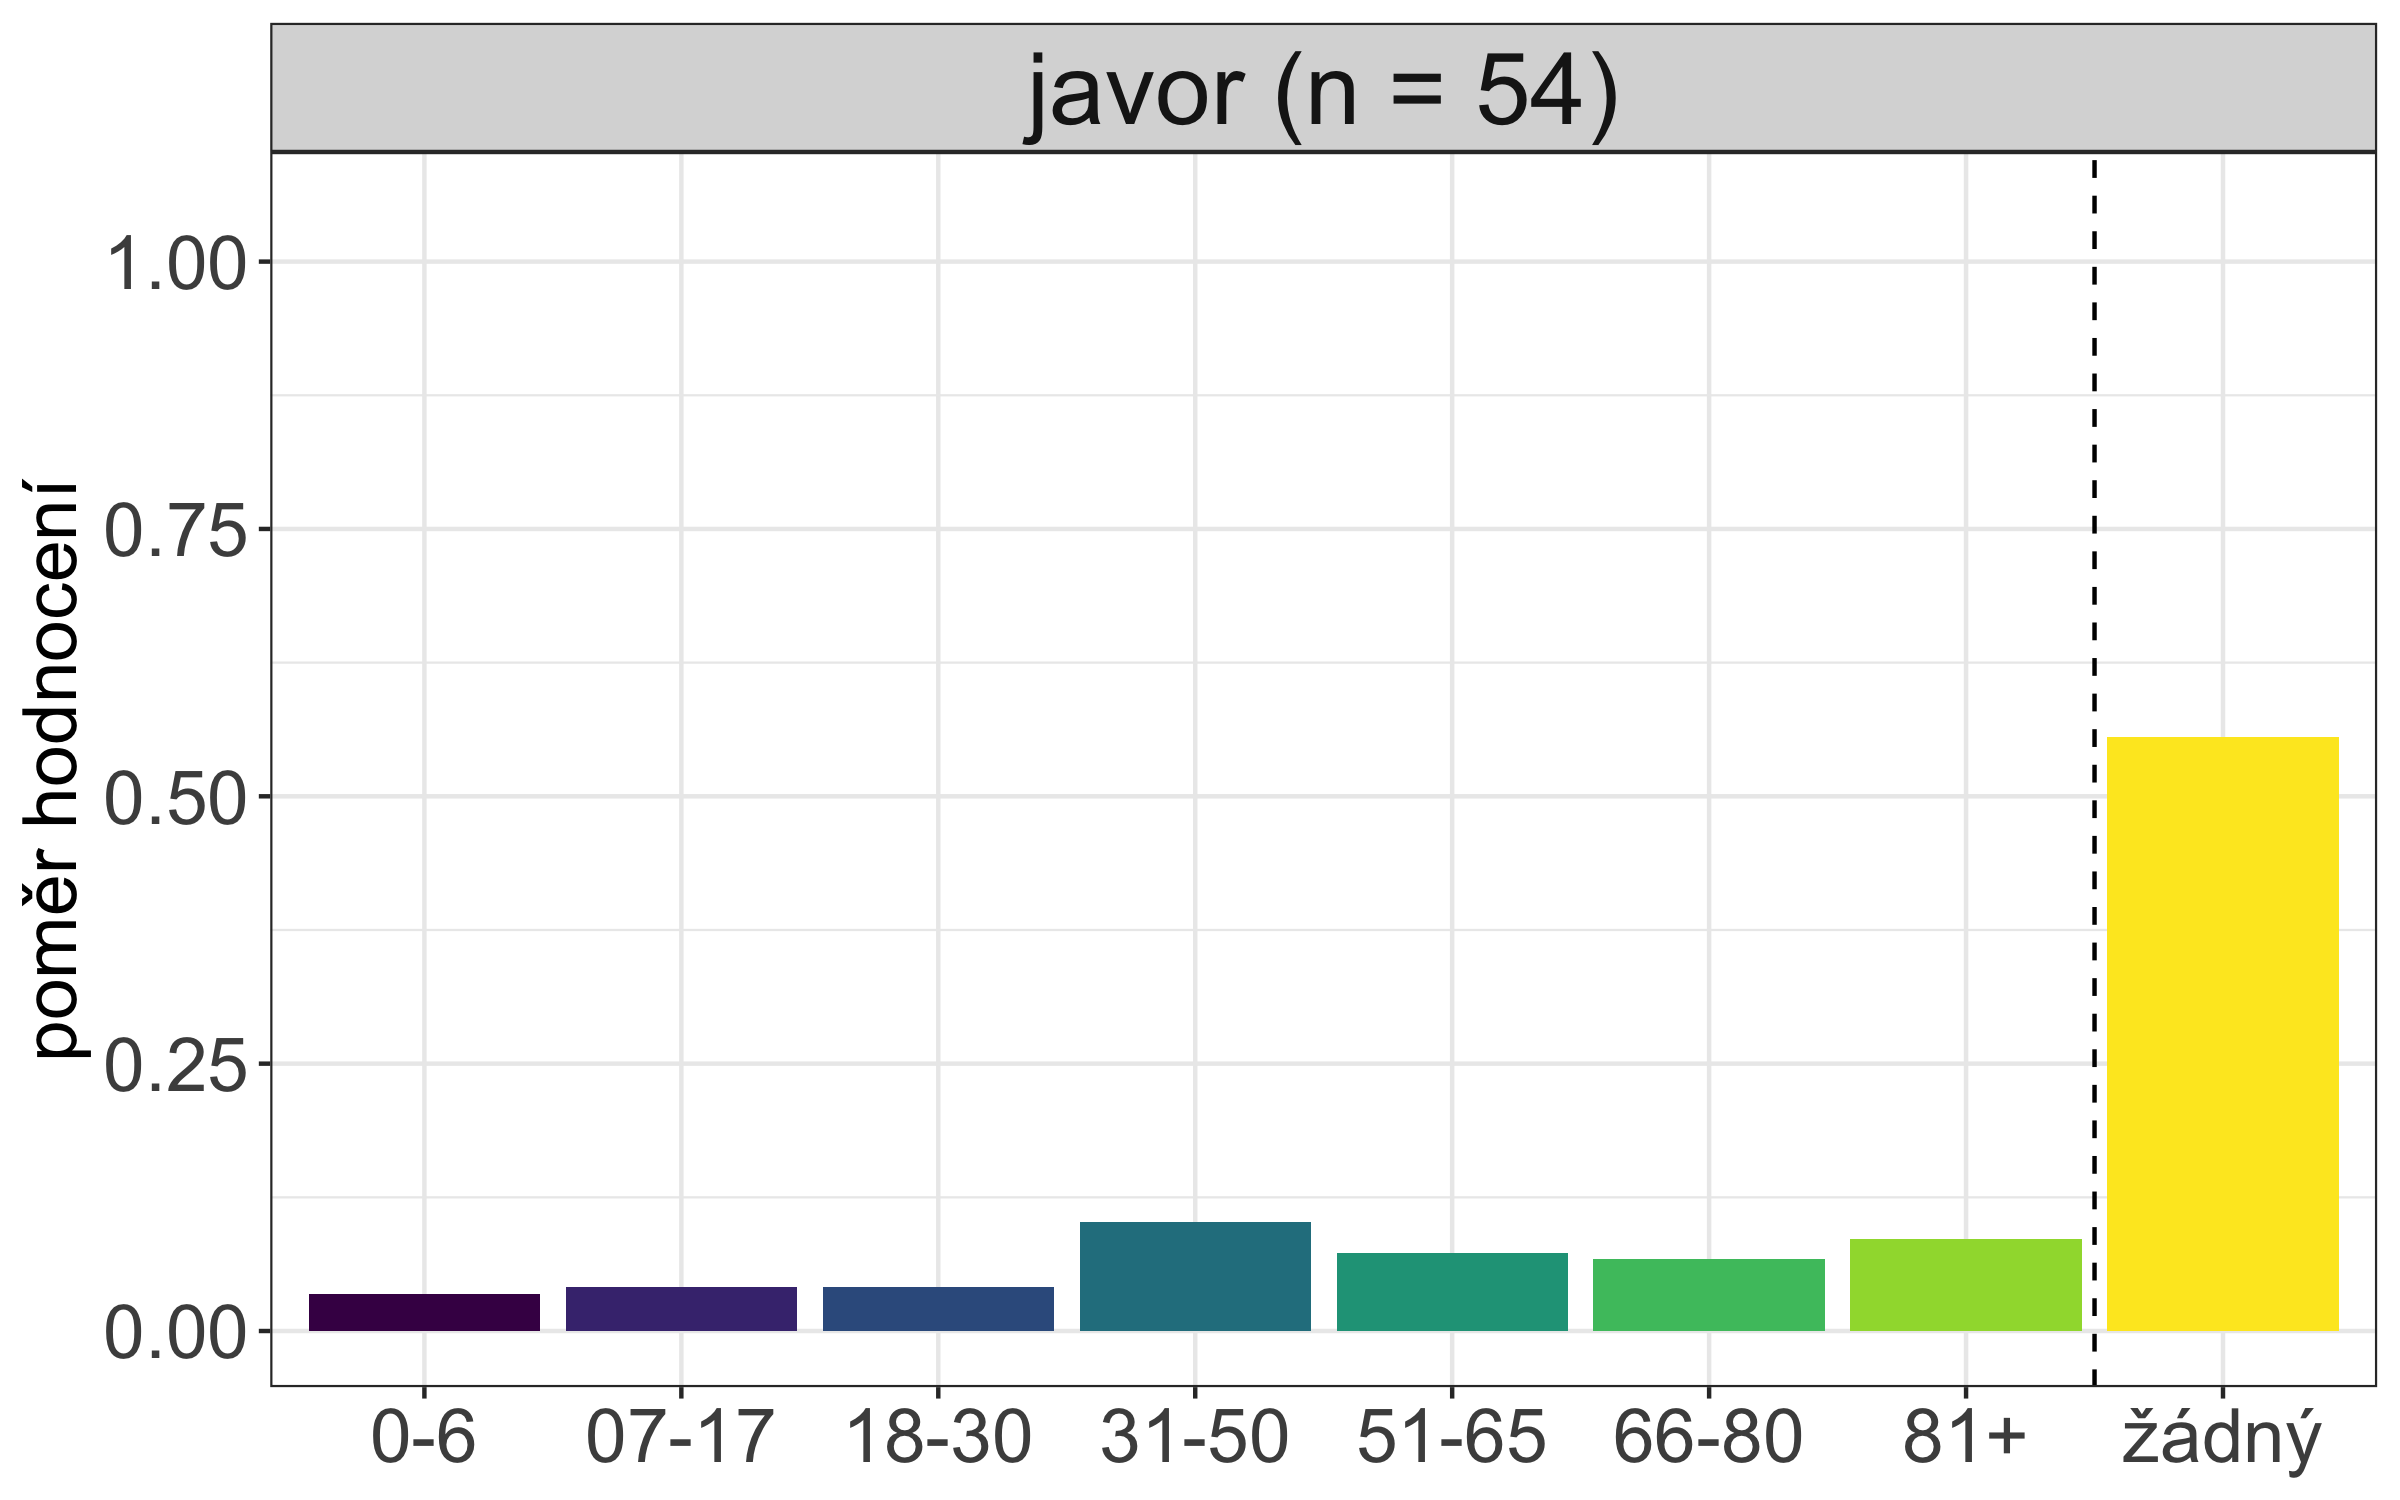 javor (n = 54)
poměr hodnocení
1.00
0.75
0.50
0.25
0.00
0-6 07-17 18-30 31-50 51-65 66-80 81+ žádný